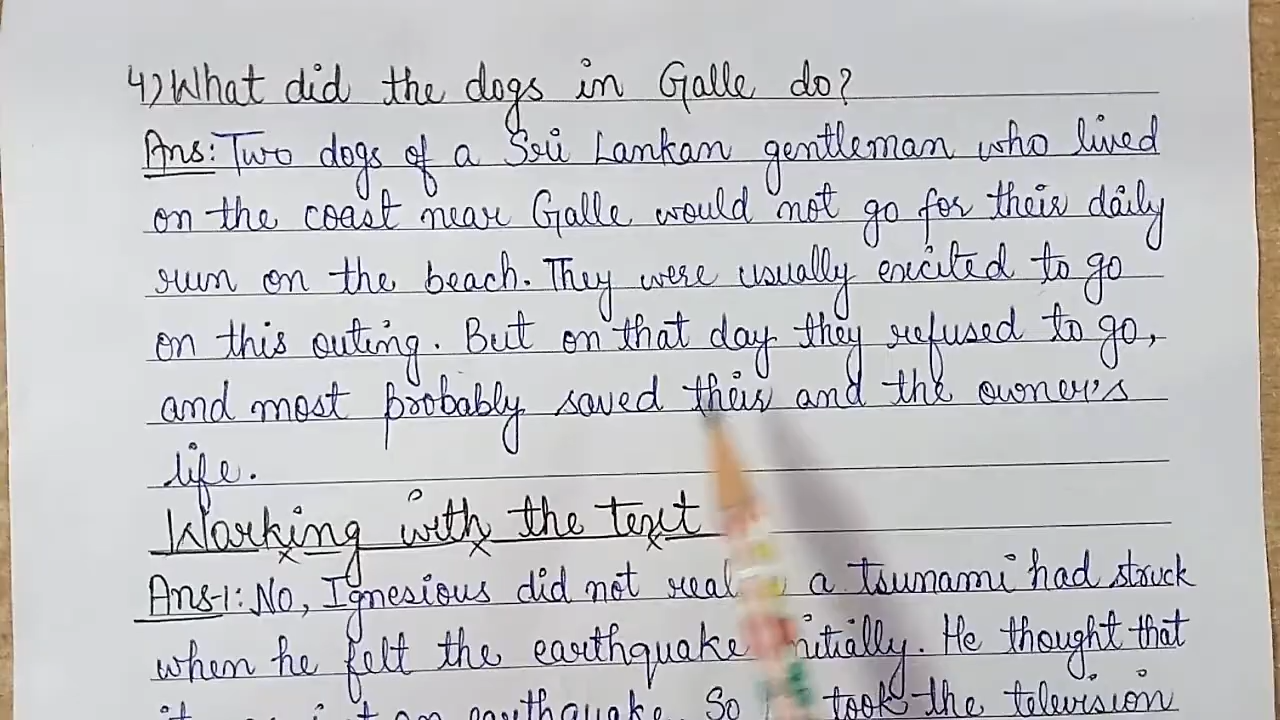 4) What did the dogs in Galle do?
Ans: Two dogs of a Sri Lankan gentleman who lived
on the coast near Galle would not go for their daily
run on the beach. They were usually excited to go
on this outing. But on that day they refused to go,
and most probably saved their and the owner's
life.
Working with the text
Ans-1: No, Ignesious did not a tsunami had struck
when he felt the earthquake initially. He thought that
earthquake. So took the television